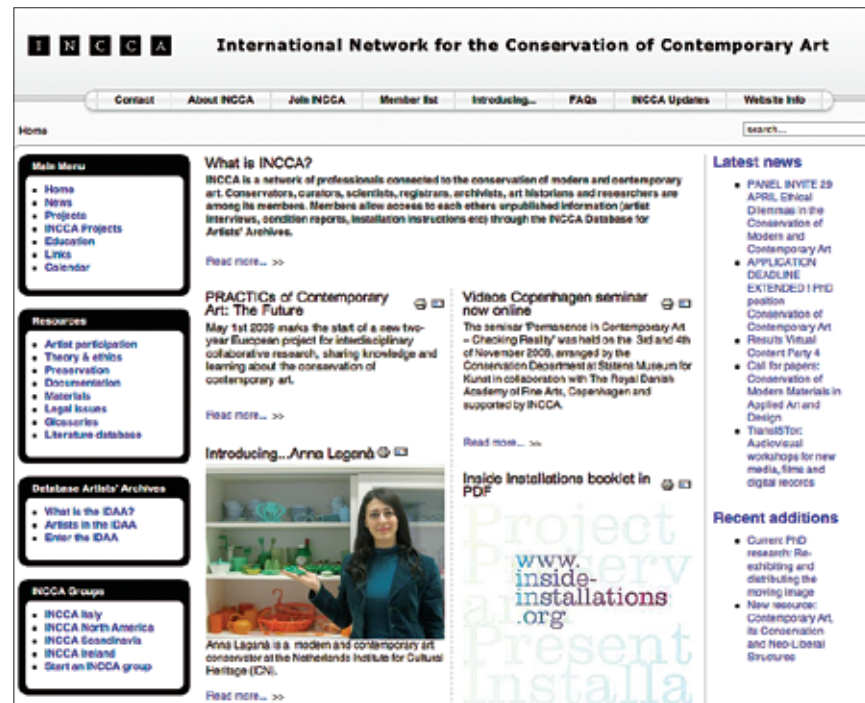 I N C C A
International Network for the Conservation of Contemporary Art
Contact About INCCA Join INCCA Member list Introducing... FAQs INCCA Updates Website Info
Home
search...
Main Menu
Home
News
Projects
INCCA Projects
Education
Links
Calendar
Resources
Artist participation
Theory & ethics
Preservation
Documentation
Materials
Legal issues
Glossaries
Literature database
Database Artists' Archives
What is the IDAA?
Artists in the IDAA
Enter the IDAA
INCCA Groups
INCCA Italy
INCCA North America
INCCA Scandinavia
INCCA Ireland
Start an INCCA group
What is INCCA?
INCCA is a network of professionals connected to the conservation of modern and contemporary
art. Conservators, curators, scientists, registrars, archivists, art historians and researchers are
among its members. Members allow access to each others unpublished information (artist
interviews, condition reports, installation instructions etc) through the INCCA Database for
Artists' Archives.
Read more... >>
PRACTICs of Contemporary
Art: The Future
May 1st 2009 marks the start of a new two-
year European project for interdisciplinary
collaborative research, sharing knowledge and
learning about the conservation of
contemporary art.
Read more... >>
Introducing...Anna Laganà
Anna Laganà is a modern and contemporary art
conservator at the Netherlands Institute for Cultural
Heritage (ICN).
Read more... >>
Videos Copenhagen seminar
now online
The seminar 'Permanence in Contemporary Art
– Checking Reality' was held on the 3rd and 4th
of November 2008, arranged by the
Conservation Department at Statens Museum for
Kunst in collaboration with The Royal Danish
Academy of Fine Arts, Copenhagen and
supported by INCCA.
Read more... >>
Inside Installations booklet in
PDF
Project
Preserv
www.
inside-
installations
.org
Present
Installa
Latest news
PANEL INVITE 29
APRIL Ethical
Dilemmas in the
Conservation of
Modern and
Contemporary Art
APPLICATION
DEADLINE
EXTENDED! PhD
position
Conservation of
Contemporary Art
Results Virtual
Content Party 4
Call for papers:
Conservation of
Modern Materials in
Applied Art and
Design
TransISTor:
Audiovisual
workshops for new
media, films and
digital records
Recent additions
Current PhD
research: Re-
exhibiting and
distributing the
moving image
New resource:
Contemporary Art,
its Conservation
and Neo-Liberal
Structures